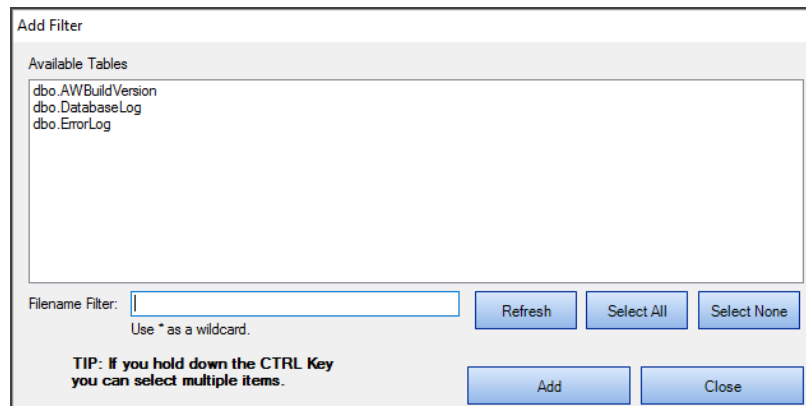 Add Filter
Available Tables
dbo.AWBuildVersion
dbo.DatabaseLog
dbo.ErrorLog
Filename Filter:
Refresh
Select All
Select None
Use * as a wildcard.
TIP: If you hold down the CTRL Key
you can select multiple items.
Add
Close